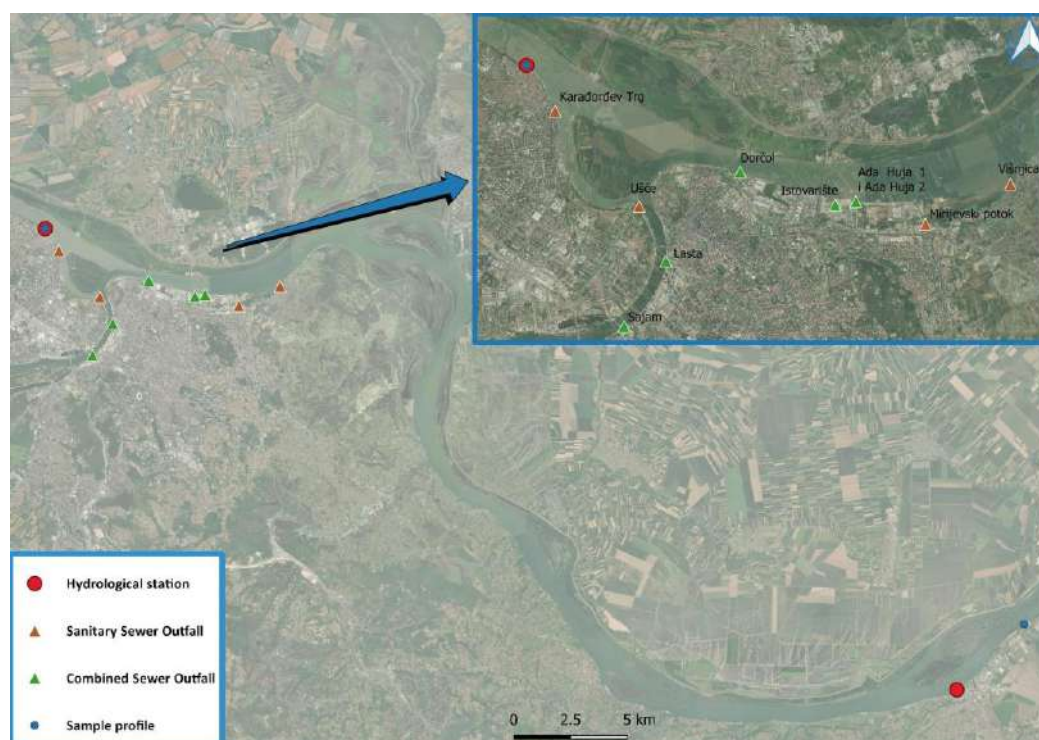 Karađorđev Trg
Dorčol
Ušće
Istovarište
Ada Huja 1
i Ada Huja 2
Višnjica
Mirijevski potok
Lasta
Sajam
Hydrological station
Sanitary Sewer Outfall
Combined Sewer Outfall
Sample profile
0 2.5 5 km